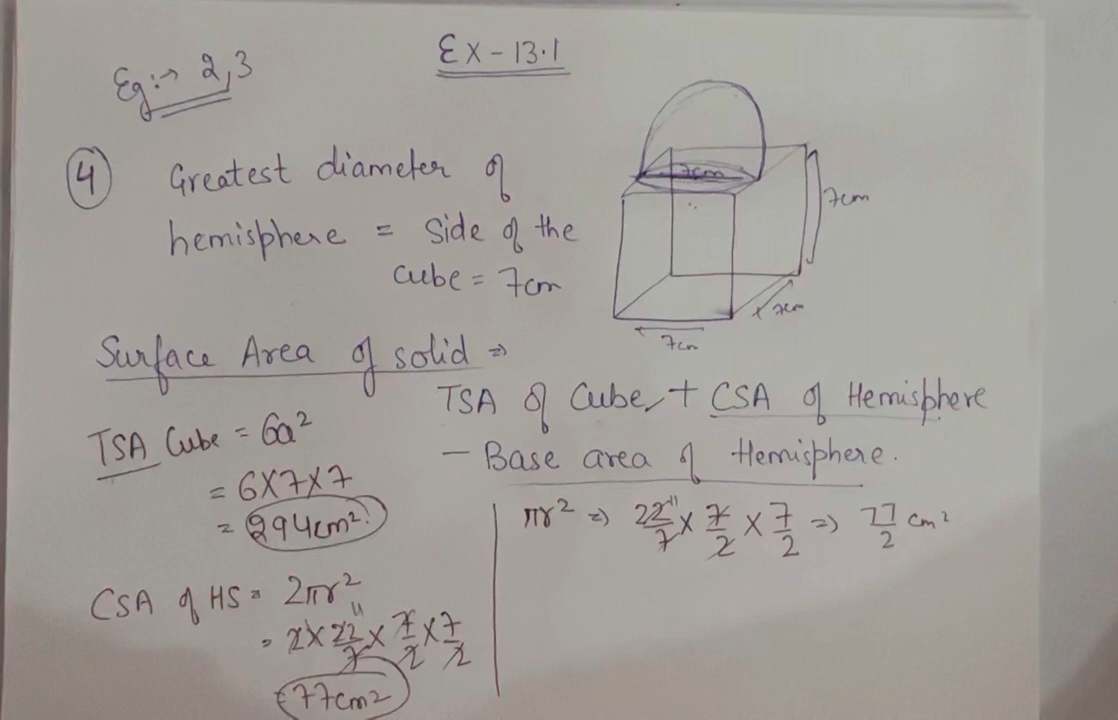 Eg:→ 2,3
Ex-13.1
④ Greatest diameter of
hemisphere = Side of the
Cube = 7cm
7cm
7cm
7cm
7cm
Surface Area of solid ⇒
TSA of Cube + CSA of Hemisphere
- Base area of Hemisphere.
TSA Cube = 6a²
= 6×7×7
= 294cm².
πr² ⇒ 22/7 11 × 7/2 × 7/2 ⇒ 77/2 cm²
CSA of HS = 2πr²
= 2 × 22/7 11 × 7/2 × 7/2
= 77cm²